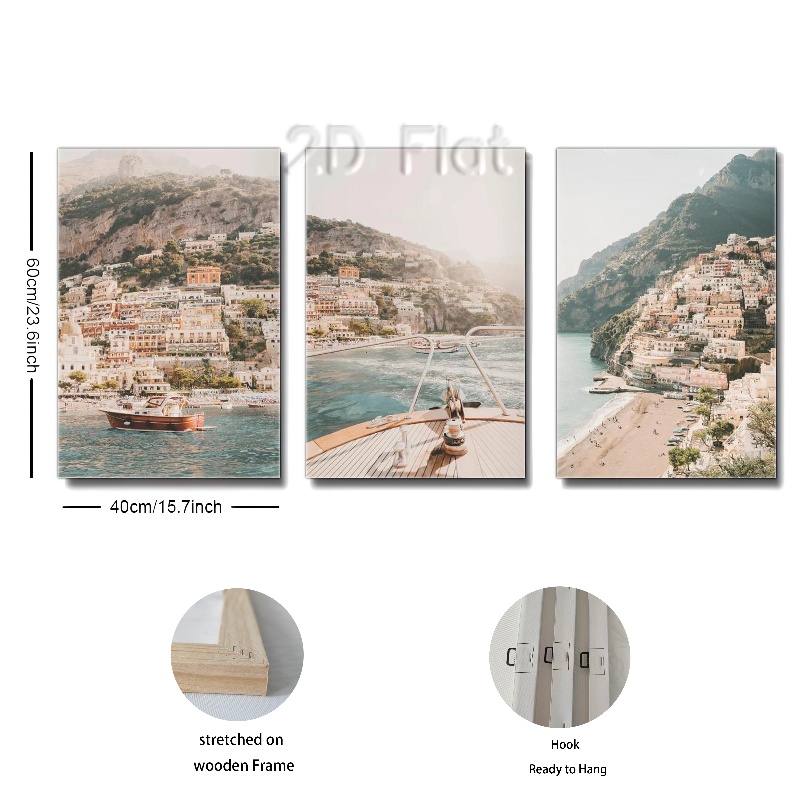 2D Flat
60cm/23.6inch
40cm/15.7inch
stretched on
wooden Frame
Hook
Ready to Hang